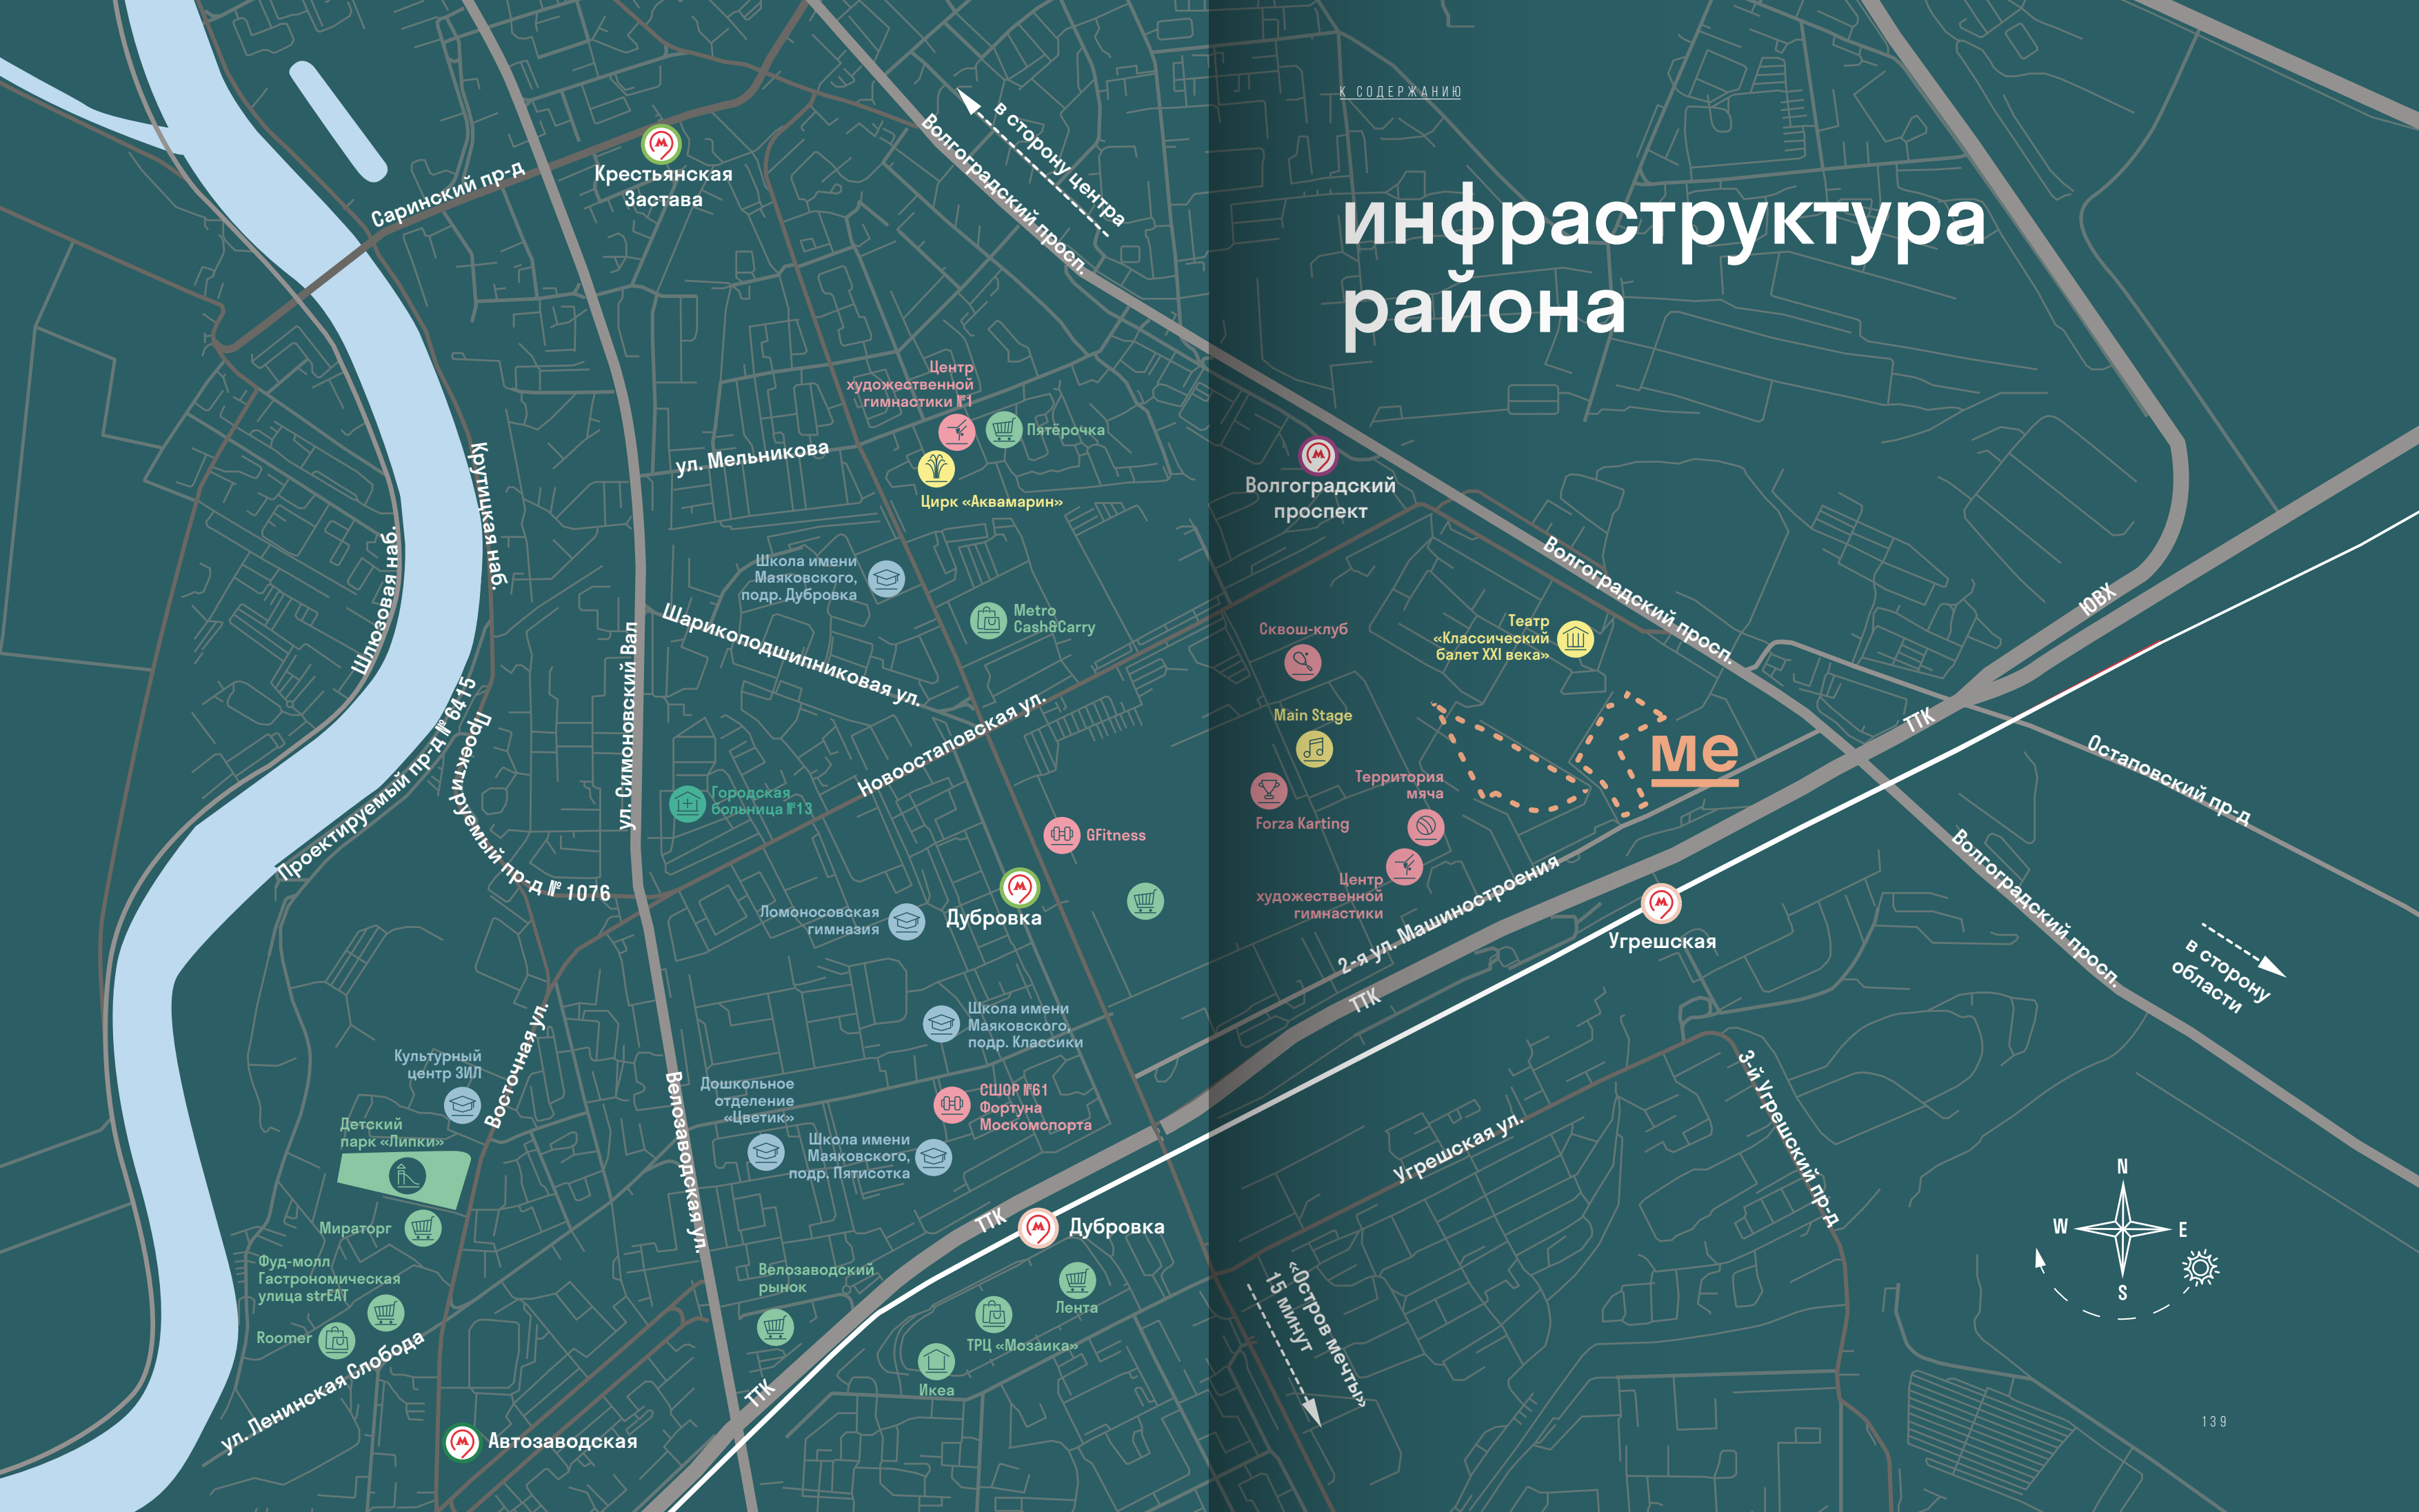 К СОДЕРЖАНИЮ
инфраструктура
района
в сторону центра
Волгоградский просп.
Крестьянская
Застава
Саринский пр-д
Центр
художественной
гимнастики №1
Пятёрочка
ул. Мельникова
Цирк «Аквамарин»
Крутицкая наб.
Шлюзовая наб.
Волгоградский
проспект
Волгоградский просп.
Школа имени
Маяковского,
подр. Дубровка
Metro
Cash&Carry
Шарикоподшипниковая ул.
ул. Симоновский Вал
Сквош-клуб
Театр
«Классический
балет XXI века»
ЮВХ
Новоостаповская ул.
Main Stage
ме
ТТК
Остаповский пр-д
Проектируемый пр-д № 6415
Проектируемый пр-д № 1076
Городская
больница №13
Территория
мяча
Forza Karting
GFitness
Центр
художественной
гимнастики
2-я ул. Машиностроения
Волгоградский просп.
Ломоносовская
гимназия
Дубровка
Угрешская
в сторону
области
ТТК
Школа имени
Маяковского,
подр. Классики
Восточная ул.
Культурный
центр ЗИЛ
Дошкольное
отделение
«Цветик»
Велозаводская ул.
СШОР №61
Фортуна
Москомспорта
Детский
парк «Липки»
Школа имени
Маяковского,
подр. Пятисотка
Угрешская ул.
3-й Угрешский пр-д
N
W
E
S
Мираторг
ТТК
Дубровка
Фуд-молл
Гастрономическая
улица strEAT
Велозаводский
рынок
Лента
«Остров мечты»
15 минут
Roomer
ТРЦ «Мозаика»
ул. Ленинская Слобода
Икеа
ТТК
Автозаводская
139